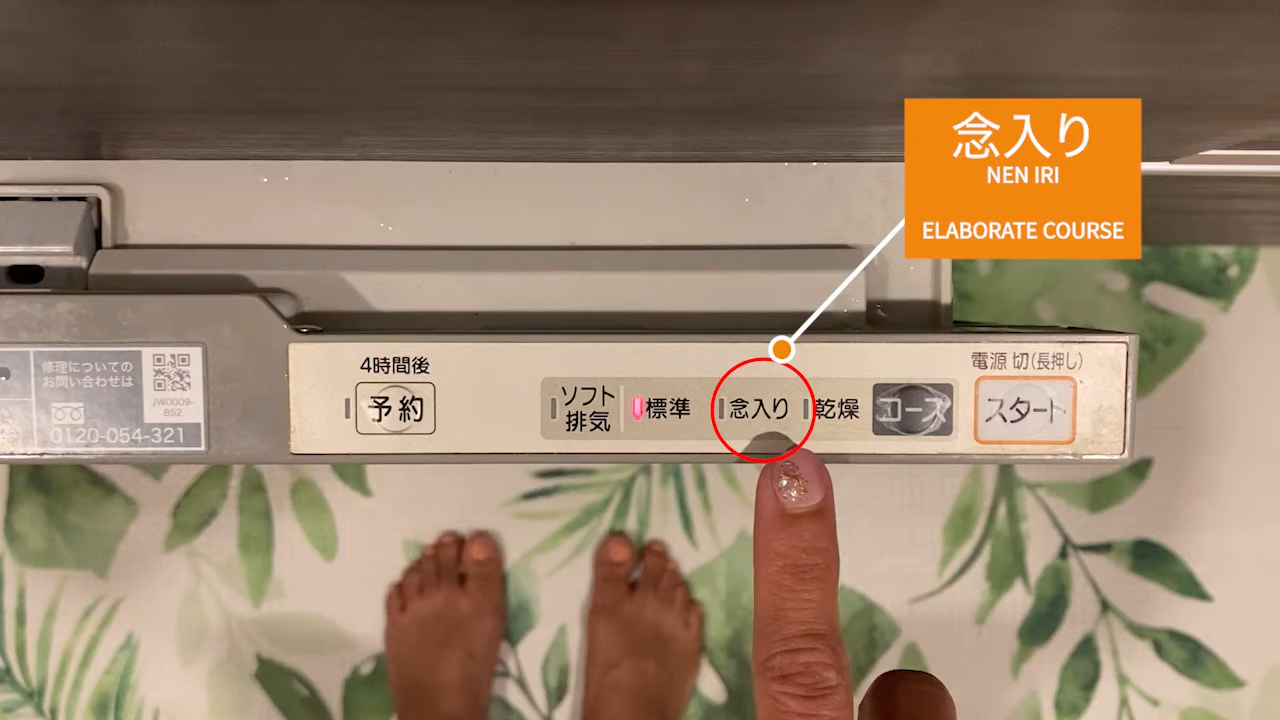 念入り
NEN IRI
ELABORATE COURSE
修理についての
お問い合わせは
JW0009-
852
0120-054-321
4時間後
予約
ソフト
排気
標準
念入り
乾燥
コース
電源 切(長押し)
スタート